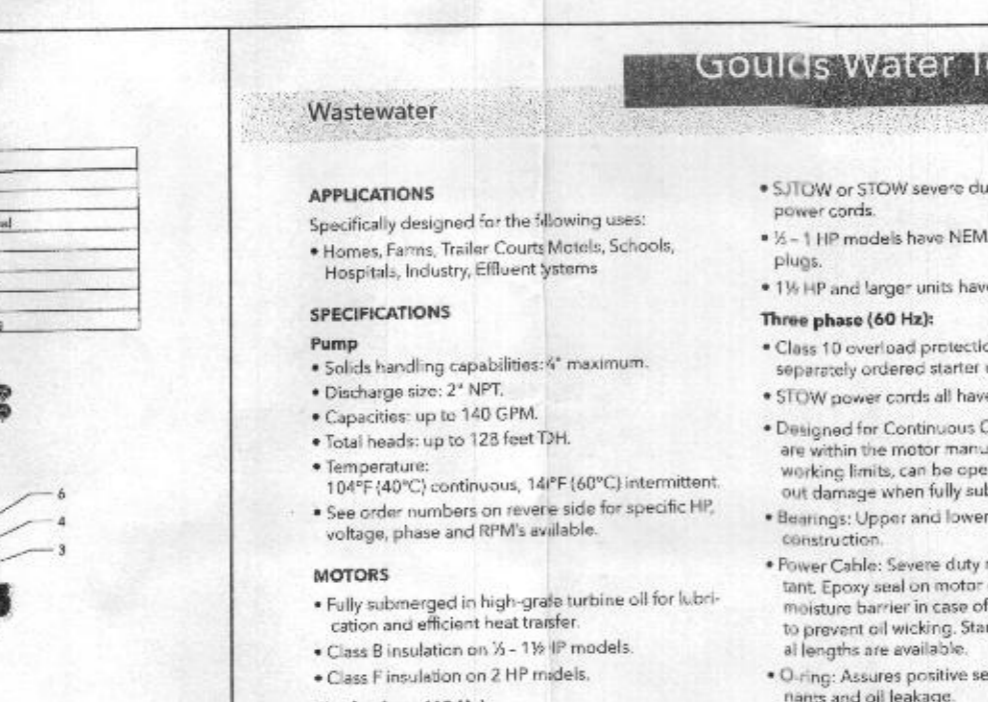 Goulds Water
Wastewater
APPLICATIONS
Specifically designed for the following uses:
• Homes, Farms, Trailer Courts Motels, Schools,
Hospitals, Industry, Effluent systems
SPECIFICATIONS
Pump
• Solids handling capabilities: maximum.
• Discharge size: 2" NPT.
• Capacities: up to 140 GPM.
• Total heads: up to 128 feet TDH.
• Temperature:
104°F (40°C) continuous, 140°F (60°C) intermittent.
• See order numbers on reverse side for specific HP,
voltage, phase and RPM's available.
MOTORS
• Fully submerged in high-grade turbine oil for lubri-
cation and efficient heat transfer.
• Class B insulation on ⅓ – 1½ HP models.
• Class F insulation on 2 HP models.
• SJTOW or STOW severe du
power cords.
• – 1 HP models have NEM
plugs.
• 1½ HP and larger units have
Three phase (60 Hz):
• Class 10 overload protectio
separately ordered starter
• STOW power cords all have
• Designed for Continuous
are within the motor manu
working limits, can be ope
out damage when fully sub
• Bearings: Upper and lower
construction.
• Power Cable: Severe duty
tant. Epoxy seal on motor
moisture barrier in case of
to prevent oil wicking. Star
al lengths are available.
• O-ring: Assures positive se
nants and oil leakage.
6
4
3